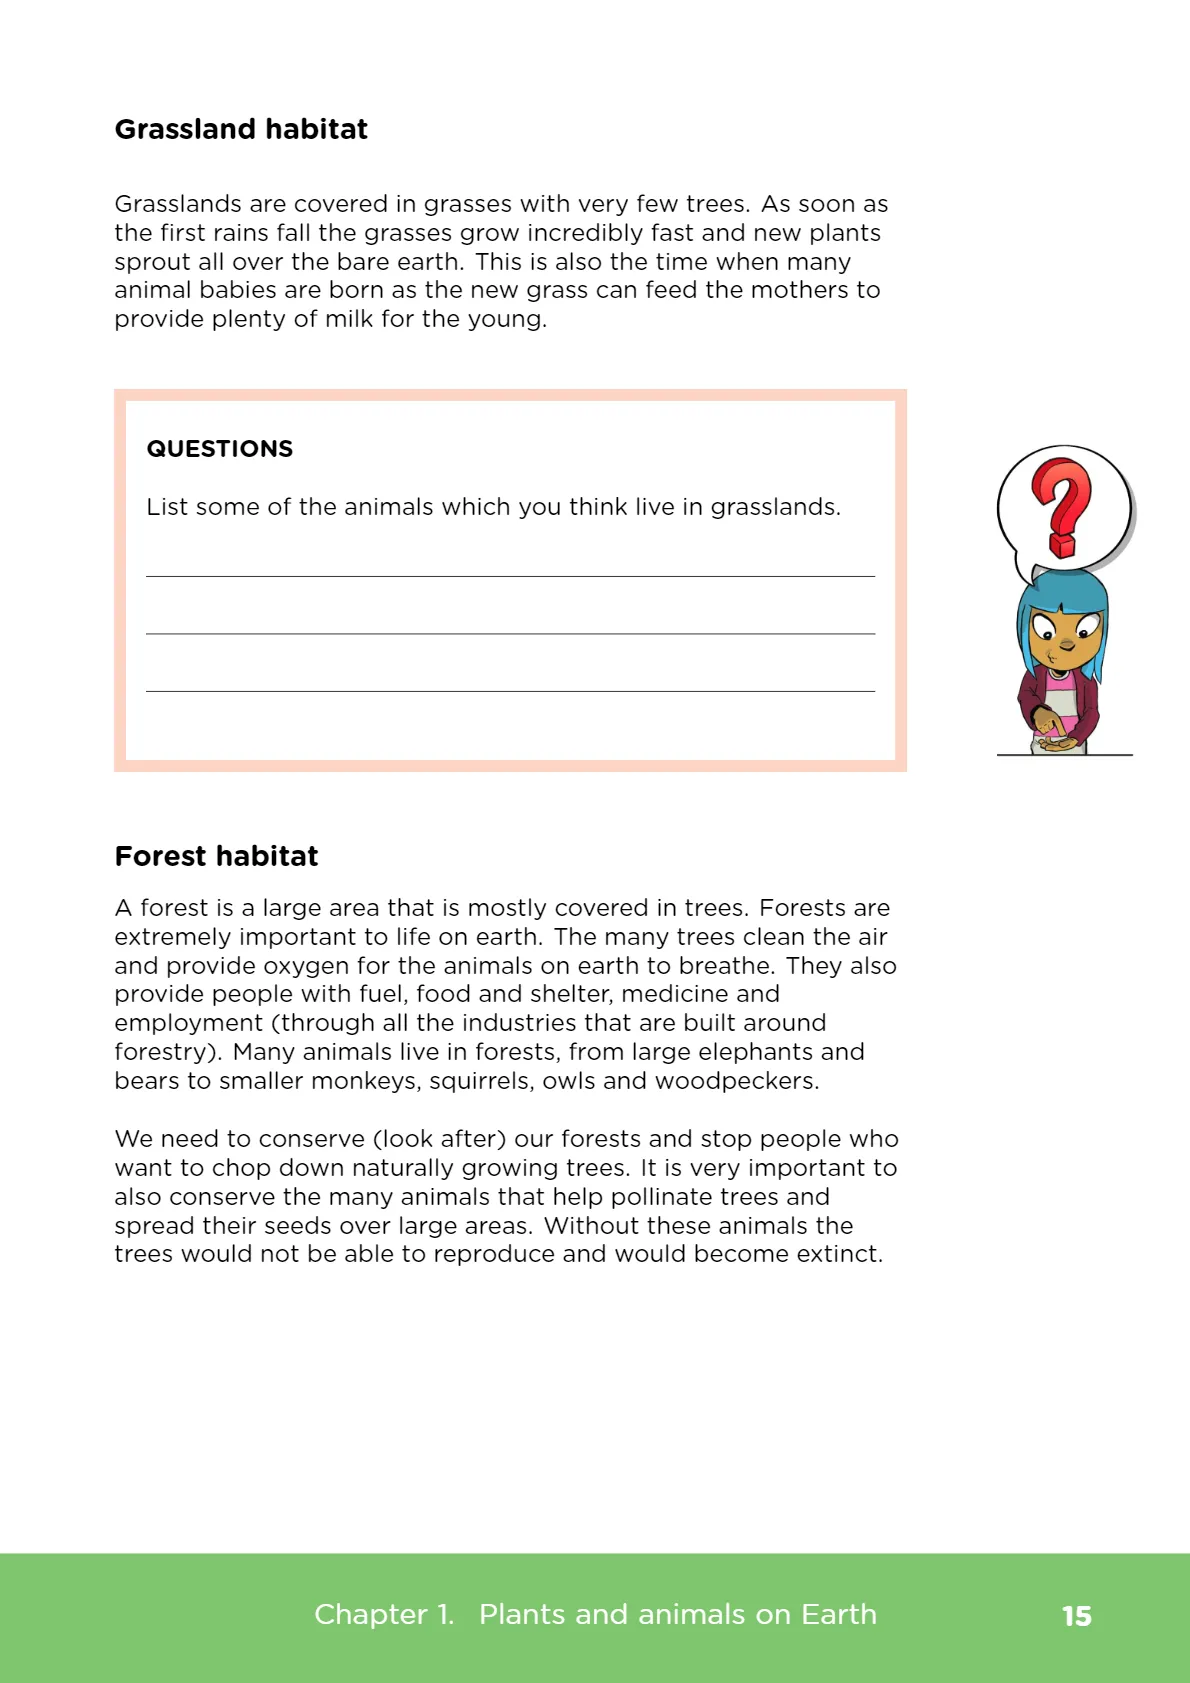 Grassland habitat
Grasslands are covered in grasses with very few trees. As soon as
the first rains fall the grasses grow incredibly fast and new plants
sprout all over the bare earth. This is also the time when many
animal babies are born as the new grass can feed the mothers to
provide plenty of milk for the young.
QUESTIONS
List some of the animals which you think live in grasslands.
?
Forest habitat
A forest is a large area that is mostly covered in trees. Forests are
extremely important to life on earth. The many trees clean the air
and provide oxygen for the animals on earth to breathe. They also
provide people with fuel, food and shelter, medicine and
employment (through all the industries that are built around
forestry). Many animals live in forests, from large elephants and
bears to smaller monkeys, squirrels, owls and woodpeckers.
We need to conserve (look after) our forests and stop people who
want to chop down naturally growing trees. It is very important to
also conserve the many animals that help pollinate trees and
spread their seeds over large areas. Without these animals the
trees would not be able to reproduce and would become extinct.
Chapter 1. Plants and animals on Earth 15